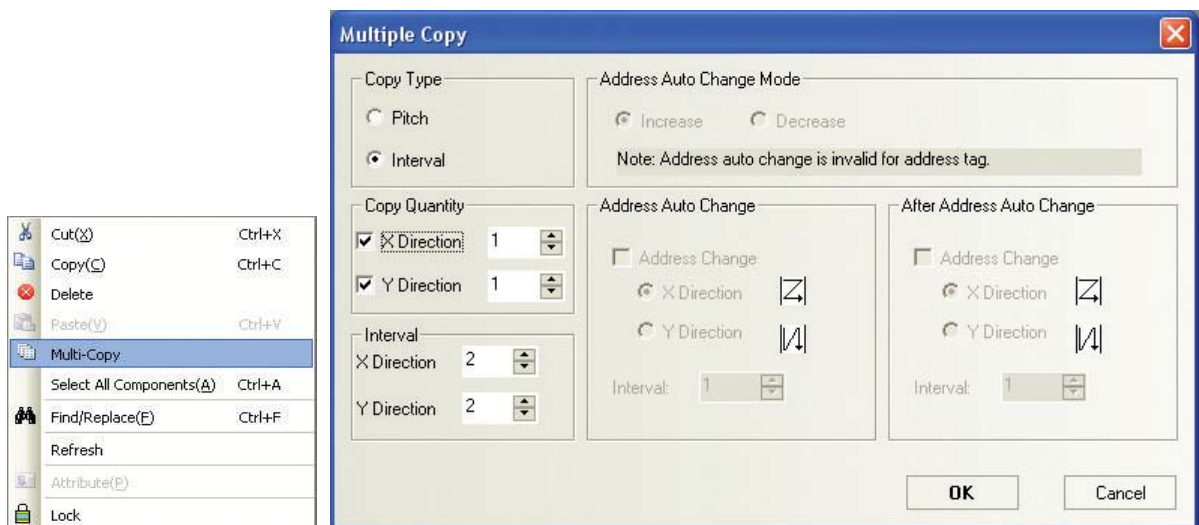 Cut(X) Ctrl+X
Copy(C) Ctrl+C
Delete
Paste(V) Ctrl+V
Multi-Copy
Select All Components(A) Ctrl+A
Find/Replace(F) Ctrl+F
Refresh
Attribute(P)
Lock
Multiple Copy
Copy Type
Pitch
Interval
Address Auto Change Mode
Increase Decrease
Note: Address auto change is invalid for address tag.
Copy Quantity
X Direction 1
Y Direction 1
Interval
X Direction 2
Y Direction 2
Address Auto Change
Address Change
X Direction
Y Direction
Interval: 1
After Address Auto Change
Address Change
X Direction
Y Direction
Interval: 1
OK Cancel